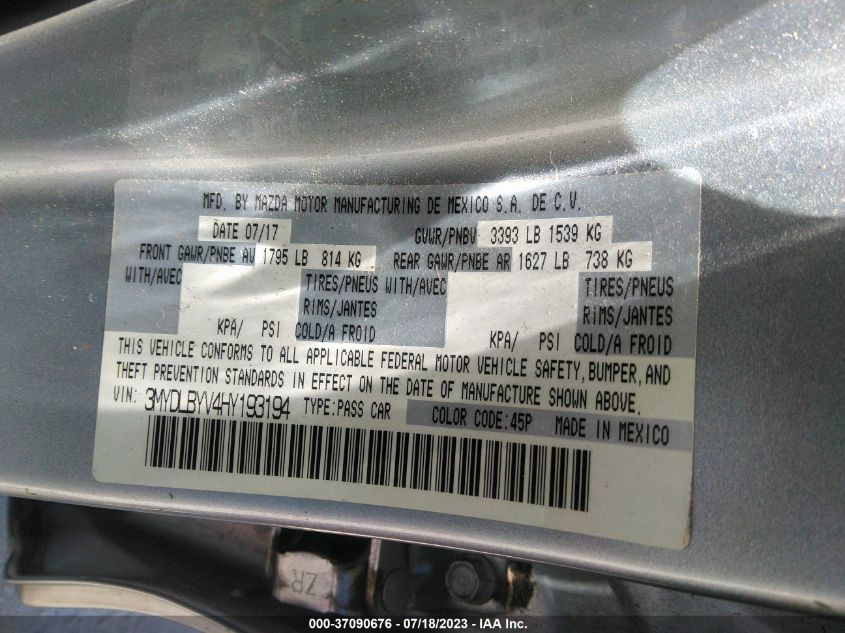 MFD. BY MAZDA MOTOR MANUFACTURING DE MEXICO S.A. DE C.V.
DATE 07/17 GVWR/PNBV 3393 LB 1539 KG
FRONT GAWR/PNBE AV 1795 LB 814 KG REAR GAWR/PNBE AR 1627 LB 738 KG
WITH/AVEC TIRES/PNEUS WITH/AVEC TIRES/PNEUS
RIMS/JANTES RIMS/JANTES
KPA/ PSI COLD/A FROID KPA/ PSI COLD/A FROID
THIS VEHICLE CONFORMS TO ALL APPLICABLE FEDERAL MOTOR VEHICLE SAFETY, BUMPER, AND
THEFT PREVENTION STANDARDS IN EFFECT ON THE DATE OF MANUFACTURE SHOWN ABOVE.
VIN: 3MYDLBYV4HY193194 TYPE:PASS CAR COLOR CODE:45P MADE IN MEXICO
ZR
000-37090676 - 07/18/2023 - IAA Inc.